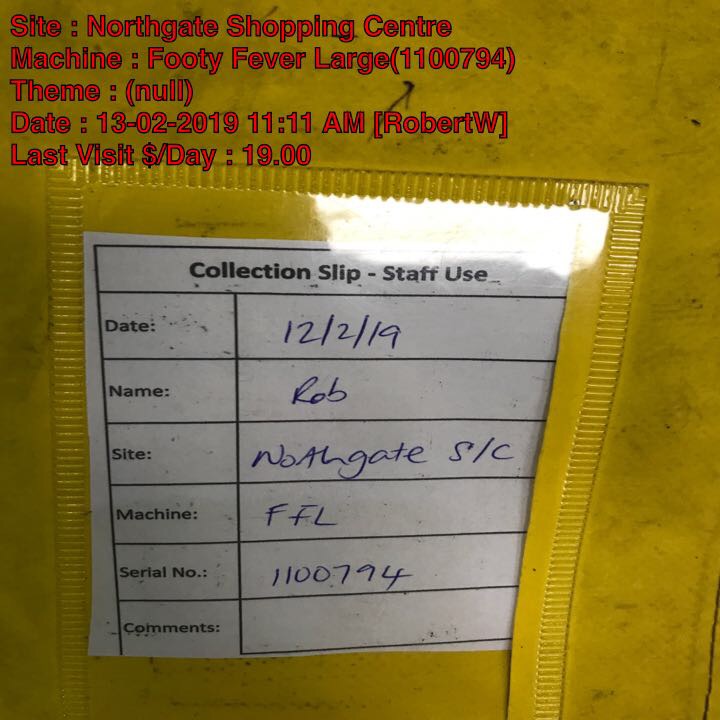 Site : Northgate Shopping Centre
Machine : Footy Fever Large(1100794)
Theme : (null)
Date : 13-02-2019 11:11 AM [RobertW]
Last Visit $/Day : 19.00
Collection Slip - Staff Use
Date: 12/2/19
Name: Rob
Site: Northgate S/C
Machine: FFL
Serial No.: 1100794
Comments: